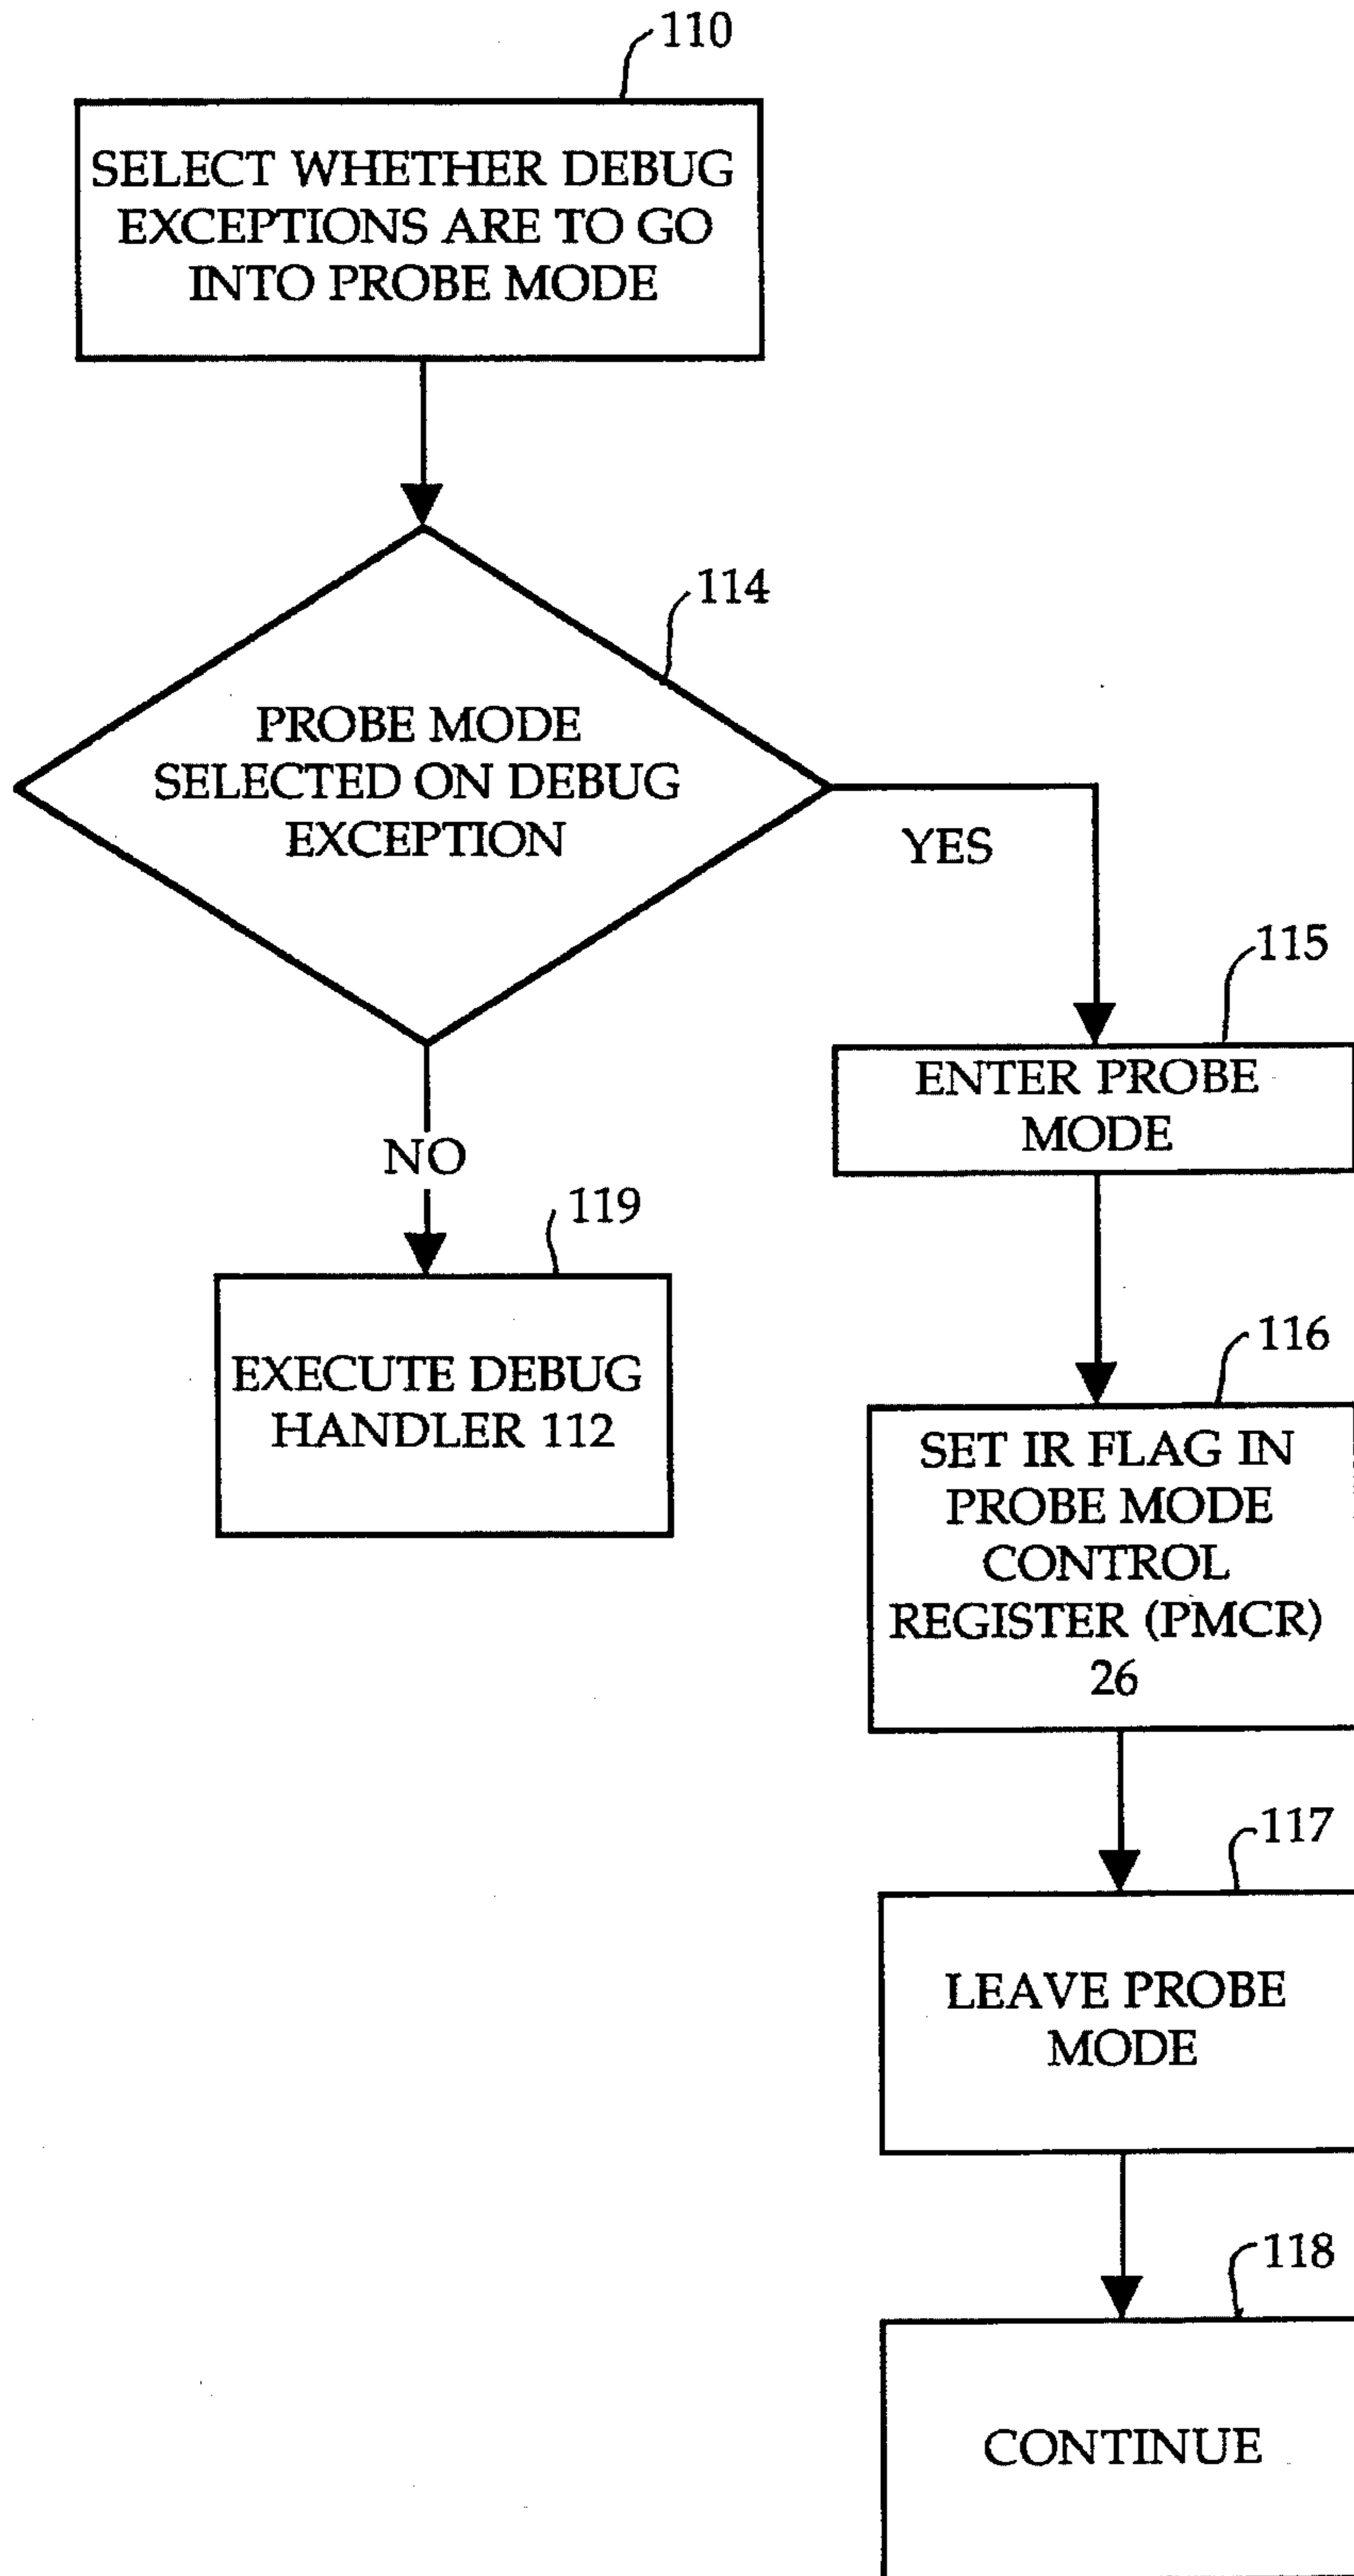 110
SELECT WHETHER DEBUG
EXCEPTIONS ARE TO GO
INTO PROBE MODE
114
PROBE MODE
SELECTED ON DEBUG
EXCEPTION
YES
NO
115
ENTER PROBE
MODE
119
EXECUTE DEBUG
HANDLER 112
116
SET IR FLAG IN
PROBE MODE
CONTROL
REGISTER (PMCR)
26
117
LEAVE PROBE
MODE
118
CONTINUE